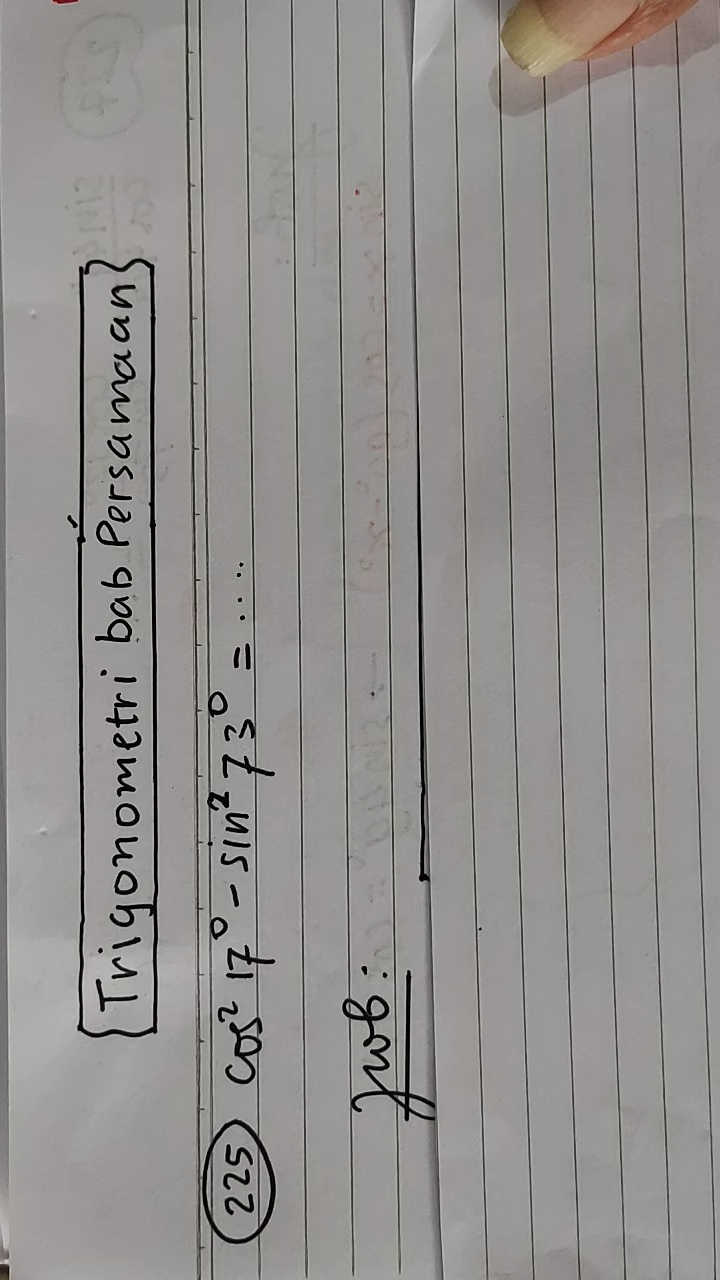 {Trigonometri bab Persamaan}
225 cos² 17° - sin² 73° = ....
Jwb: